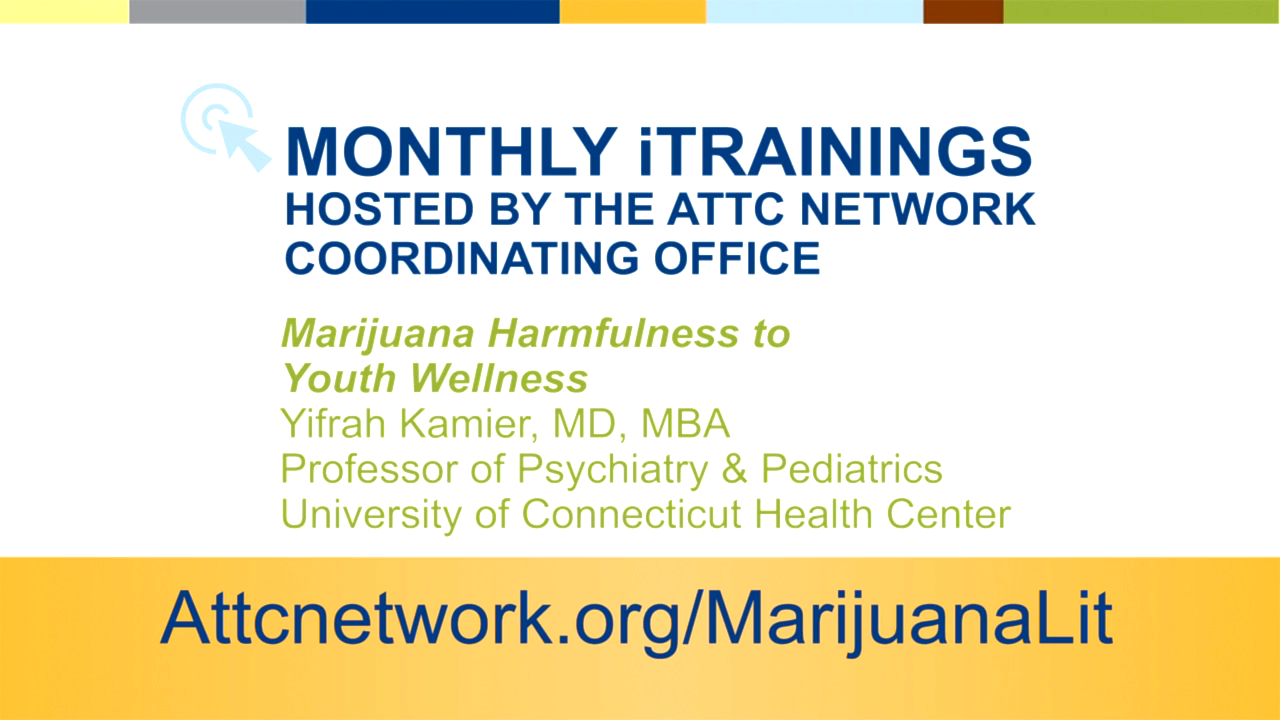 MONTHLY iTRAININGS
HOSTED BY THE ATTC NETWORK
COORDINATING OFFICE
Marijuana Harmfulness to
Youth Wellness
Yifrah Kamier, MD, MBA
Professor of Psychiatry & Pediatrics
University of Connecticut Health Center
Attcnetwork.org/MarijuanaLit